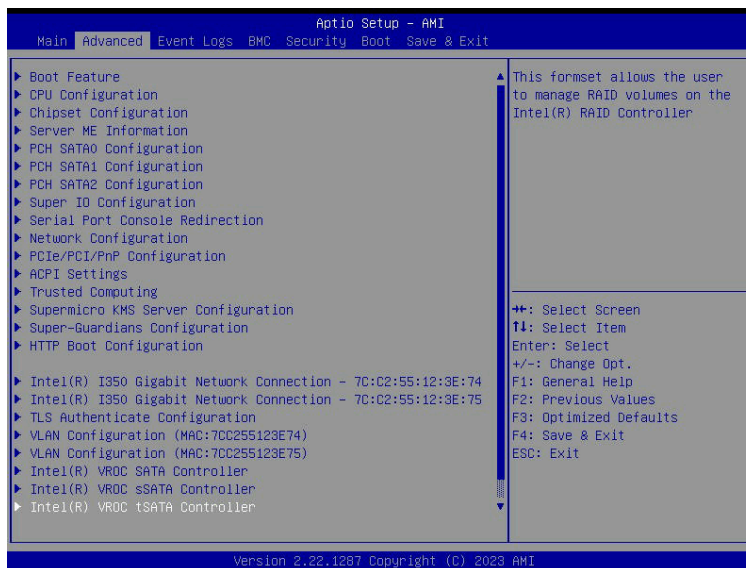 Aptio Setup - AMI
Main Advanced Event Logs BMC Security Boot Save & Exit
Boot Feature
CPU Configuration
Chipset Configuration
Server ME Information
PCH SATA0 Configuration
PCH SATA1 Configuration
PCH SATA2 Configuration
Super IO Configuration
Serial Port Console Redirection
Network Configuration
PCIe/PCI/PnP Configuration
ACPI Settings
Trusted Computing
Supermicro KMS Server Configuration
Super-Guardians Configuration
HTTP Boot Configuration
Intel(R) I350 Gigabit Network Connection - 7C:C2:55:12:3E:74
Intel(R) I350 Gigabit Network Connection - 7C:C2:55:12:3E:75
TLS Authenticate Configuration
VLAN Configuration (MAC:7CC255123E74)
VLAN Configuration (MAC:7CC255123E75)
Intel(R) VROC SATA Controller
Intel(R) VROC sSATA Controller
Intel(R) VROC tSATA Controller
This formset allows the user
to manage RAID volumes on the
Intel(R) RAID Controller
→←: Select Screen
↑↓: Select Item
Enter: Select
+/-: Change Opt.
F1: General Help
F2: Previous Values
F3: Optimized Defaults
F4: Save & Exit
ESC: Exit
Version 2.22.1287 Copyright (C) 2023 AMI